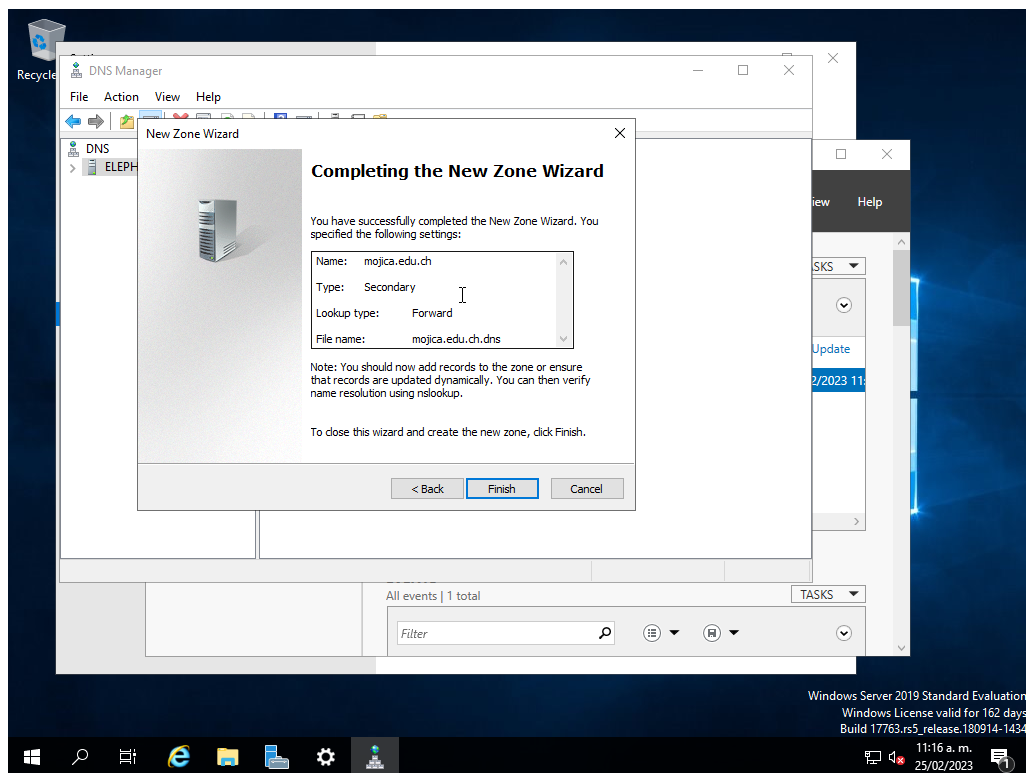 Recycle
DNS Manager
File Action View Help
DNS
ELEPH
New Zone Wizard
Completing the New Zone Wizard
You have successfully completed the New Zone Wizard. You
specified the following settings:
Name: mojica.edu.ch
Type: Secondary
Lookup type: Forward
File name: mojica.edu.ch.dns
Note: You should now add records to the zone or ensure
that records are updated dynamically. You can then verify
name resolution using nslookup.
To close this wizard and create the new zone, click Finish.
< Back Finish Cancel
iew Help
SKS
Update
2/2023 11:
All events | 1 total
TASKS
Filter
Windows Server 2019 Standard Evaluation
Windows License valid for 162 days
Build 17763.rs5_release.180914-1434
11:16 a. m.
25/02/2023
1